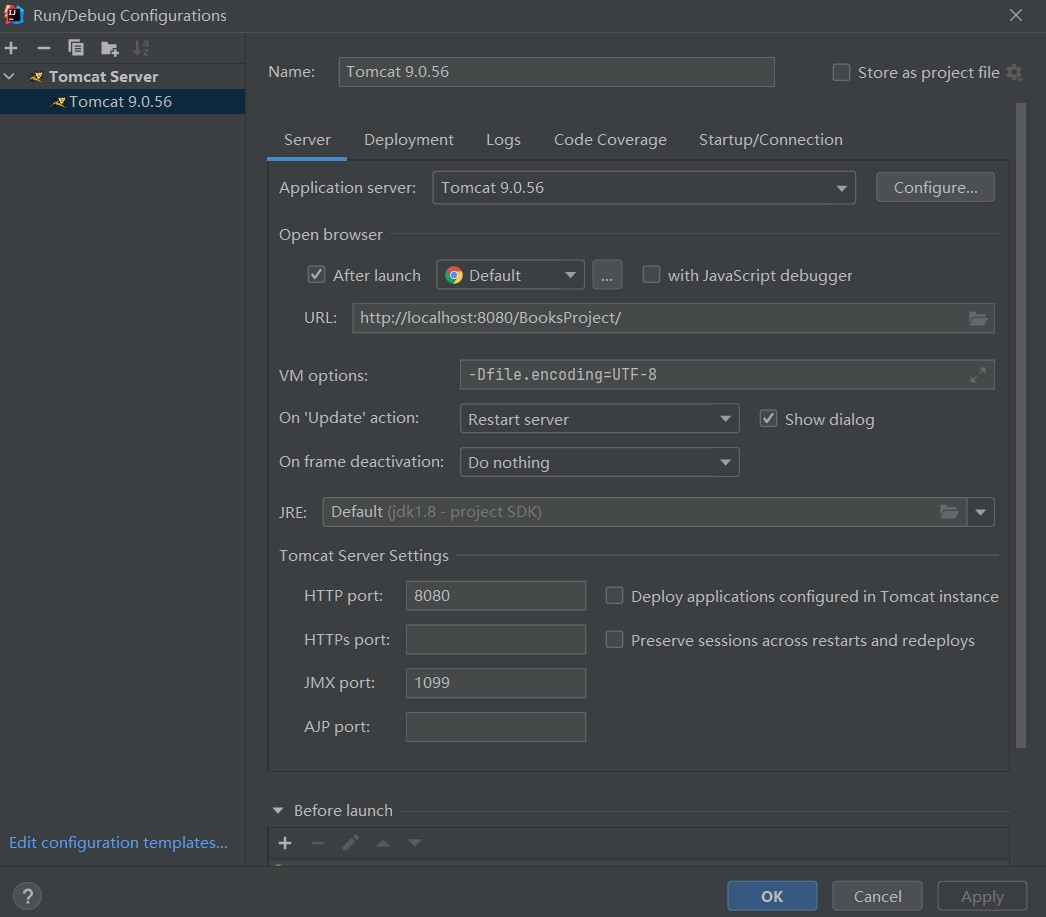 Run/Debug Configurations
Tomcat Server
Tomcat 9.0.56
Name: Tomcat 9.0.56 Store as project file
Server Deployment Logs Code Coverage Startup/Connection
Application server: Tomcat 9.0.56 Configure...
Open browser
After launch Default ... with JavaScript debugger
URL: http://localhost:8080/BooksProject/
VM options: -Dfile.encoding=UTF-8
On 'Update' action: Restart server Show dialog
On frame deactivation: Do nothing
JRE: Default (jdk1.8 - project SDK)
Tomcat Server Settings
HTTP port: 8080 Deploy applications configured in Tomcat instance
HTTPs port: Preserve sessions across restarts and redeploys
JMX port: 1099
AJP port:
Before launch
Edit configuration templates...
? OK Cancel Apply